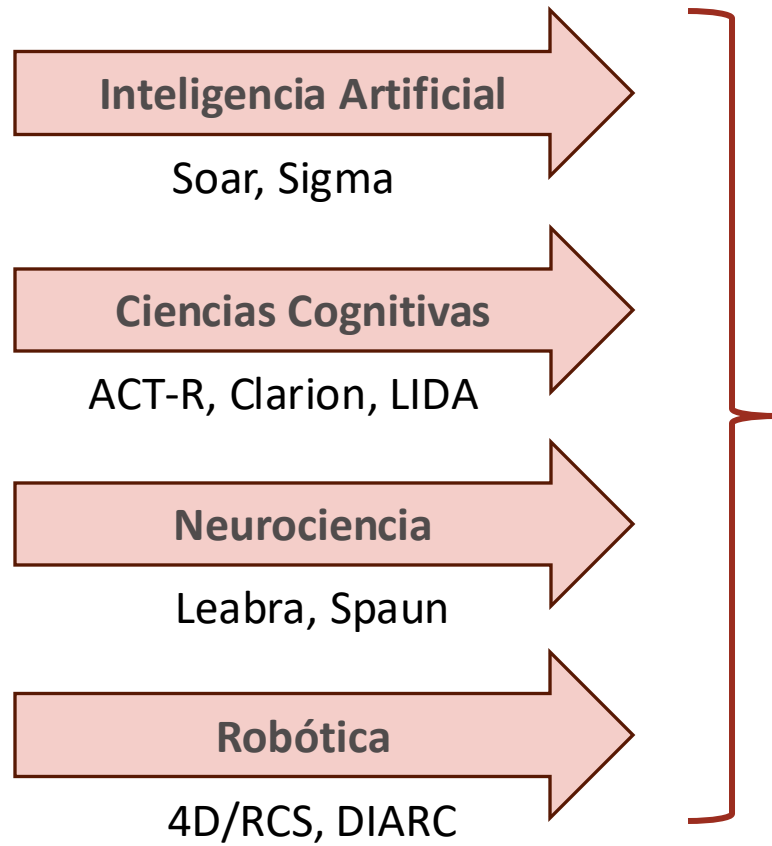 Inteligencia Artificial
Soar, Sigma
Ciencias Cognitivas
ACT-R, Clarion, LIDA
Neurociencia
Leabra, Spaun
Robótica
4D/RCS, DIARC